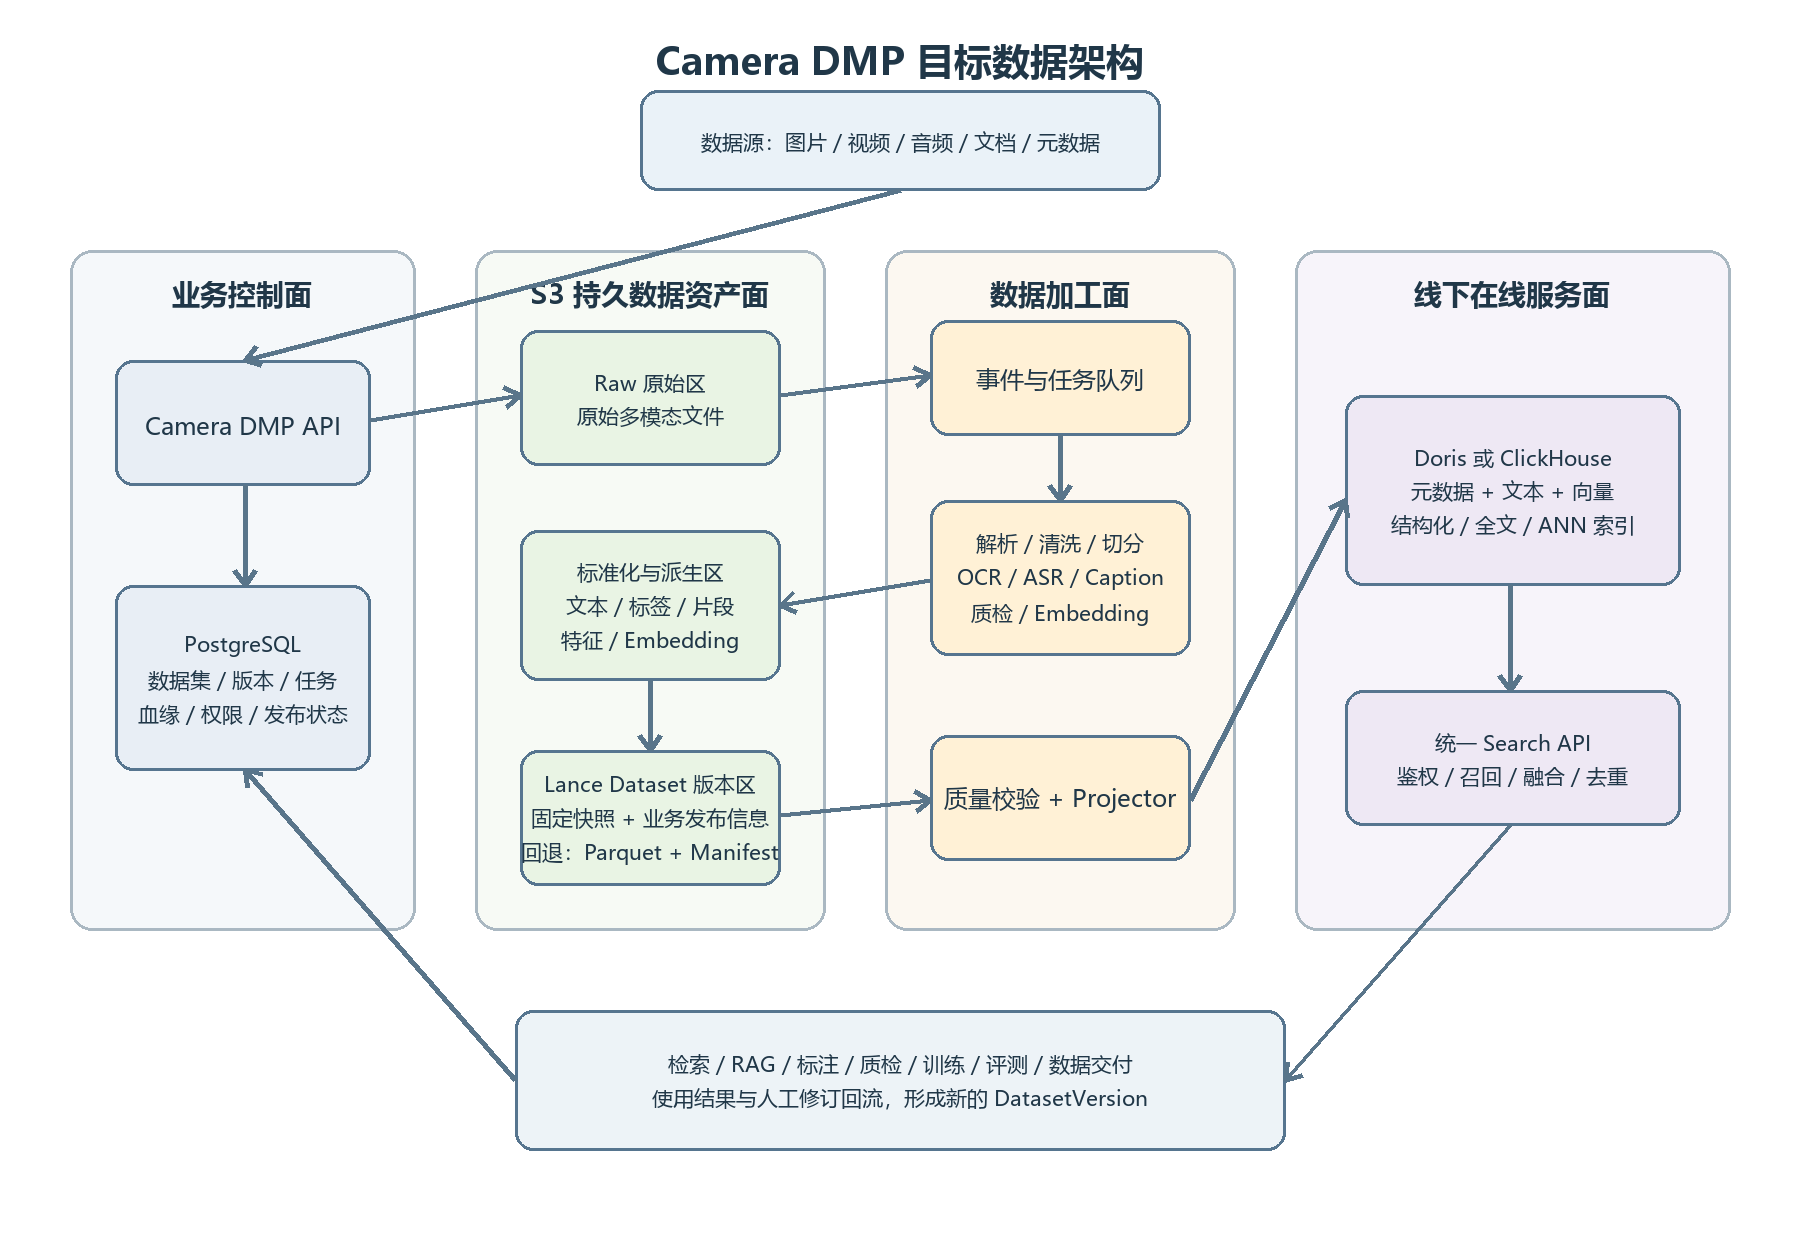 Camera DMP 目标数据架构
数据源：图片 / 视频 / 音频 / 文档 / 元数据
业务控制面
Camera DMP API
PostgreSQL
数据集 / 版本 / 任务
血缘 / 权限 / 发布状态
S3 持久数据资产面
Raw 原始区
原始多模态文件
标准化与派生区
文本 / 标签 / 片段
特征 / Embedding
Lance Dataset 版本区
固定快照 + 业务发布信息
回退：Parquet + Manifest
数据加工面
事件与任务队列
解析 / 清洗 / 切分
OCR / ASR / Caption
质检 / Embedding
质量校验 + Projector
线下在线服务面
Doris 或 ClickHouse
元数据 + 文本 + 向量
结构化 / 全文 / ANN 索引
统一 Search API
鉴权 / 召回 / 融合 / 去重
检索 / RAG / 标注 / 质检 / 训练 / 评测 / 数据交付
使用结果与人工修订回流，形成新的 DatasetVersion